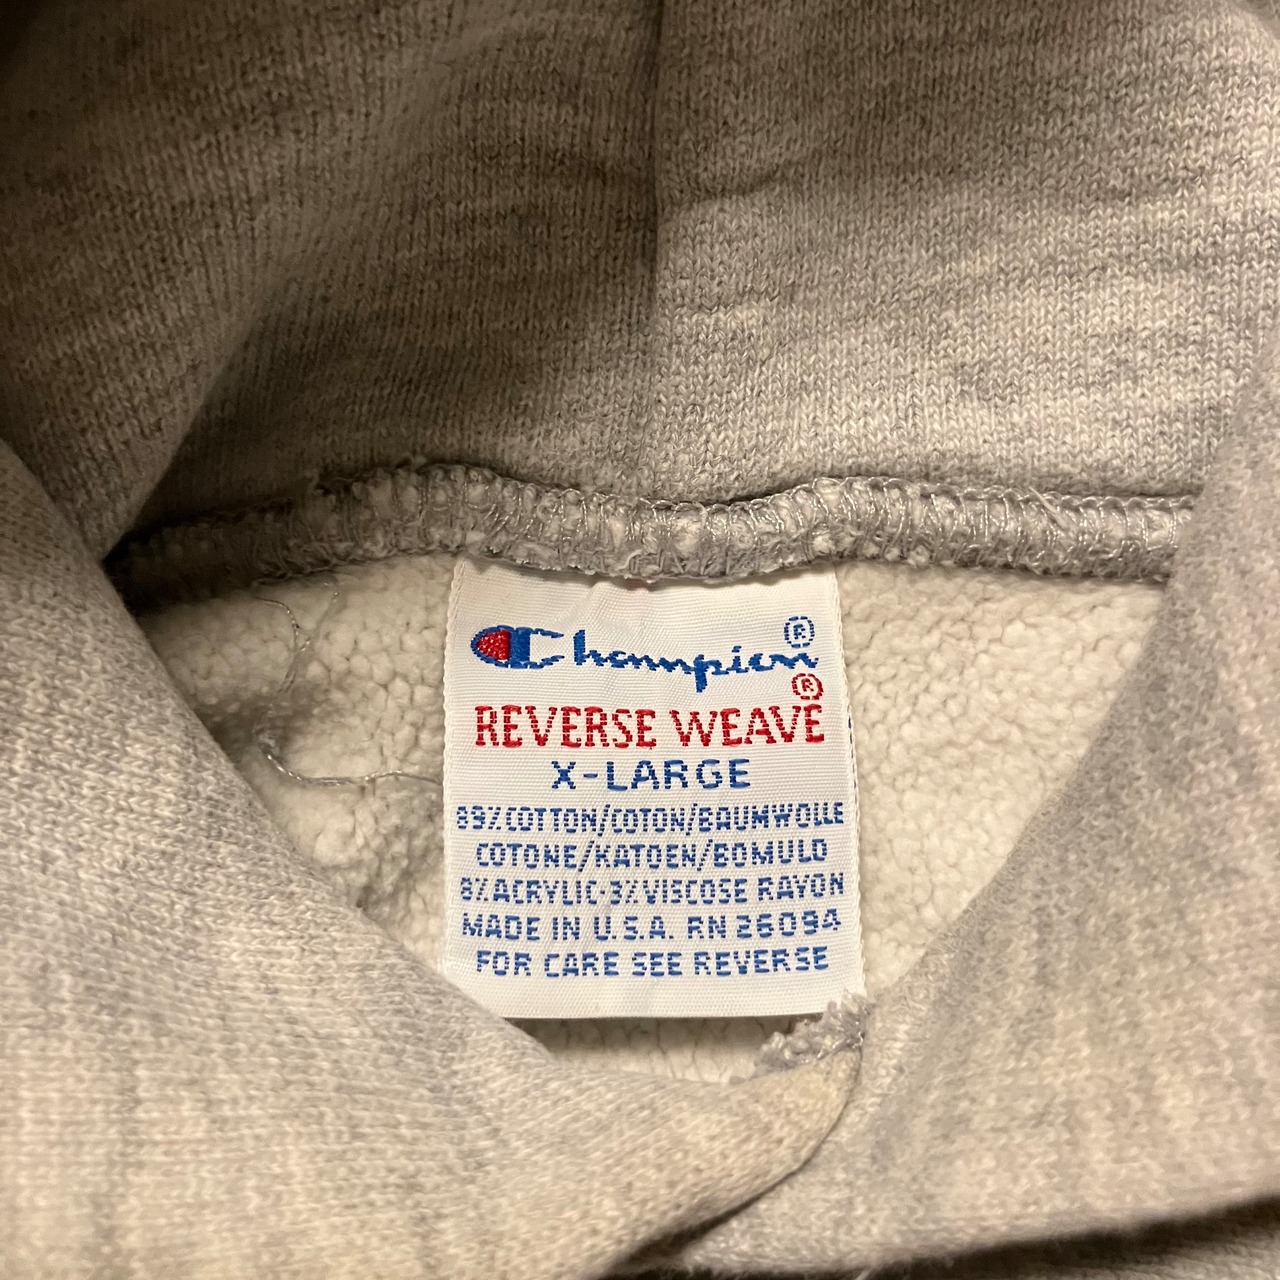 Champion®
REVERSE WEAVE®
X-LARGE
89%COTTON/COTON/BAUMWOLLE
COTONE/KATOEN/BOMULD
8%ACRYLIC-3%VISCOSE RAYON
MADE IN U.S.A. RN 26094
FOR CARE SEE REVERSE